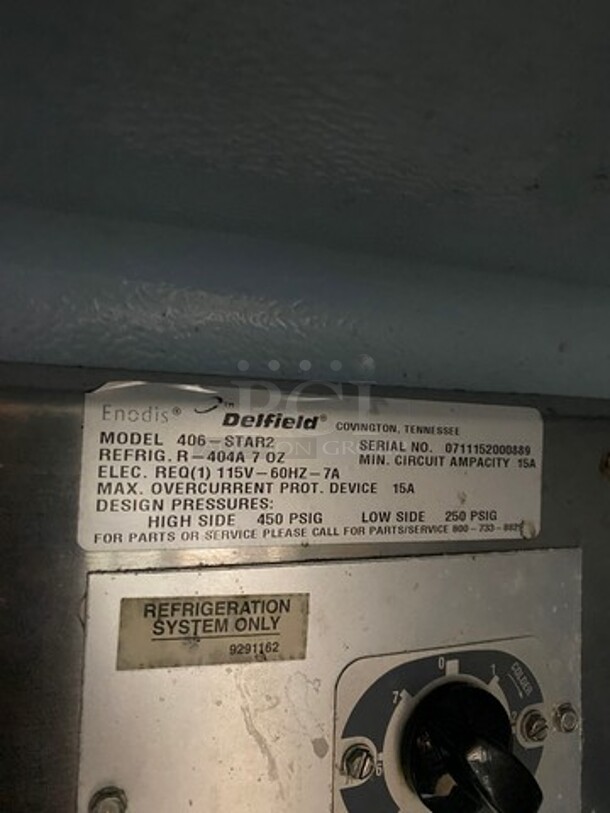 Enodis® ™ Delfield® COVINGTON, TENNESSEE
MODEL 406-STAR2 SERIAL NO. 0711152000889
REFRIG. R-404A 7 OZ MIN. CIRCUIT AMPACITY 15A
ELEC. REQ(1) 115V-60HZ-7A
MAX. OVERCURRENT PROT. DEVICE 15A
DESIGN PRESSURES:
HIGH SIDE 450 PSIG LOW SIDE 250 PSIG
FOR PARTS OR SERVICE PLEASE CALL FOR PARTS/SERVICE 800-733-
REFRIGERATION
SYSTEM ONLY
9291162
0
1
COLDER
7
6